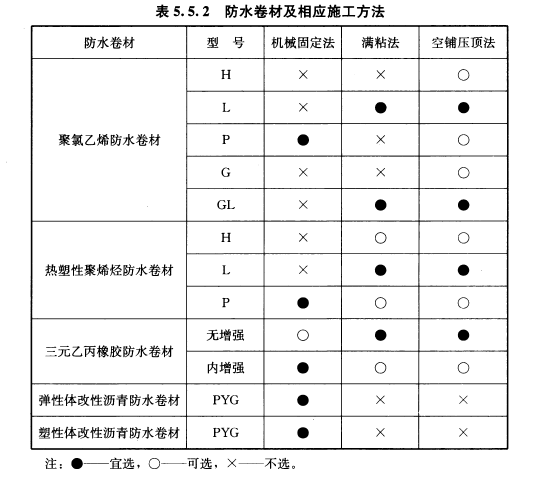 表 5.5.2 防水卷材及相应施工方法
防水卷材 型 号 机械固定法 满粘法 空铺压顶法
聚氯乙烯防水卷材
H × × ○
L × ● ●
P ● × ○
G × × ○
GL × ● ●
热塑性聚烯烃防水卷材
H × ○ ○
L × ● ●
P ● ○ ○
三元乙丙橡胶防水卷材
无增强 ○ ● ●
内增强 ● ○ ○
弹性体改性沥青防水卷材 PYG ● × ×
塑性体改性沥青防水卷材 PYG ● × ×
注：●——宜选，○——可选，×——不选。